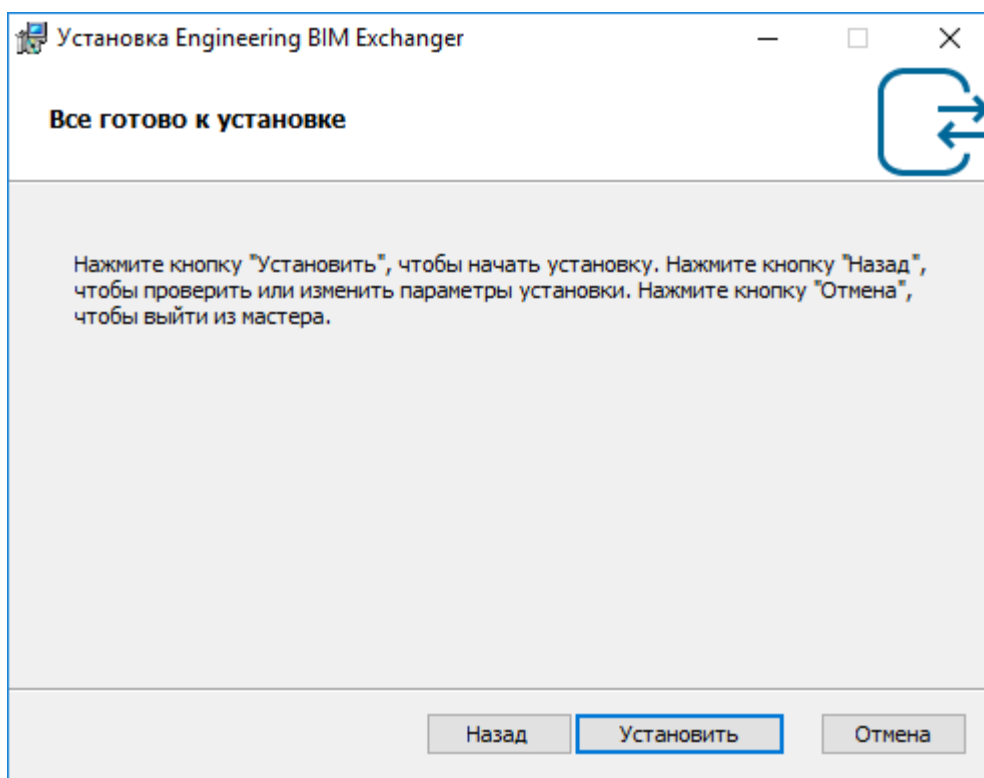 Установка Engineering BIM Exchanger
Все готово к установке
Нажмите кнопку "Установить", чтобы начать установку. Нажмите кнопку "Назад",
чтобы проверить или изменить параметры установки. Нажмите кнопку "Отмена",
чтобы выйти из мастера.
Назад
Установить
Отмена